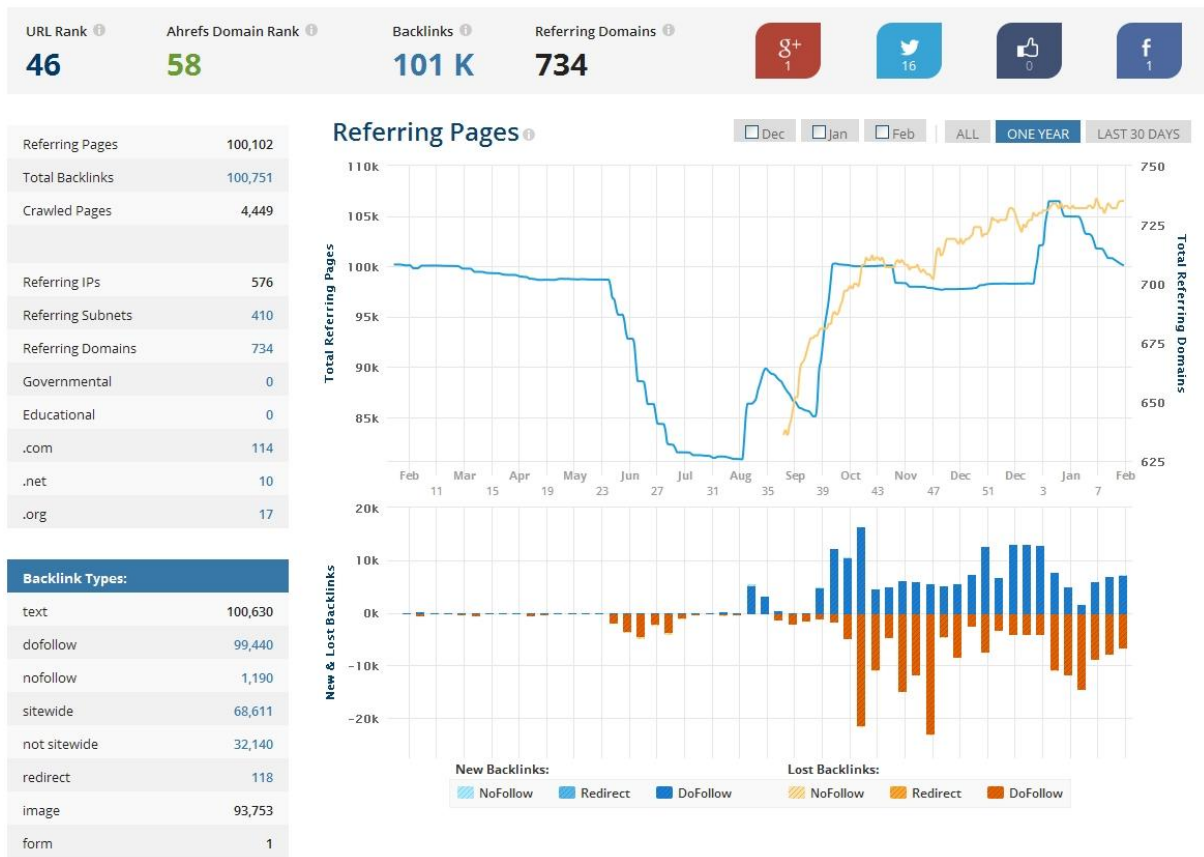 URL Rank Ahrefs Domain Rank Backlinks Referring Domains
46 58 101 K 734
g+ 1 16 0 f 1
Referring Pages 100,102
Total Backlinks 100,751
Crawled Pages 4,449
Referring IPs 576
Referring Subnets 410
Referring Domains 734
Governmental 0
Educational 0
.com 114
.net 10
.org 17
Backlink Types:
text 100,630
dofollow 99,440
nofollow 1,190
sitewide 68,611
not sitewide 32,140
redirect 118
image 93,753
form 1
Referring Pages
Dec Jan Feb ALL ONE YEAR LAST 30 DAYS
Total Referring Pages
110k
105k
100k
95k
90k
85k
750
725
700
675
650
625
Total Referring Domains
Feb Mar Apr May Jun Jul Aug Sep Oct Nov Dec Dec Jan Feb
11 15 19 23 27 31 35 39 43 47 51 3 7
New & Lost Backlinks
20k
10k
0k
-10k
-20k
New Backlinks: Lost Backlinks:
NoFollow Redirect DoFollow NoFollow Redirect DoFollow